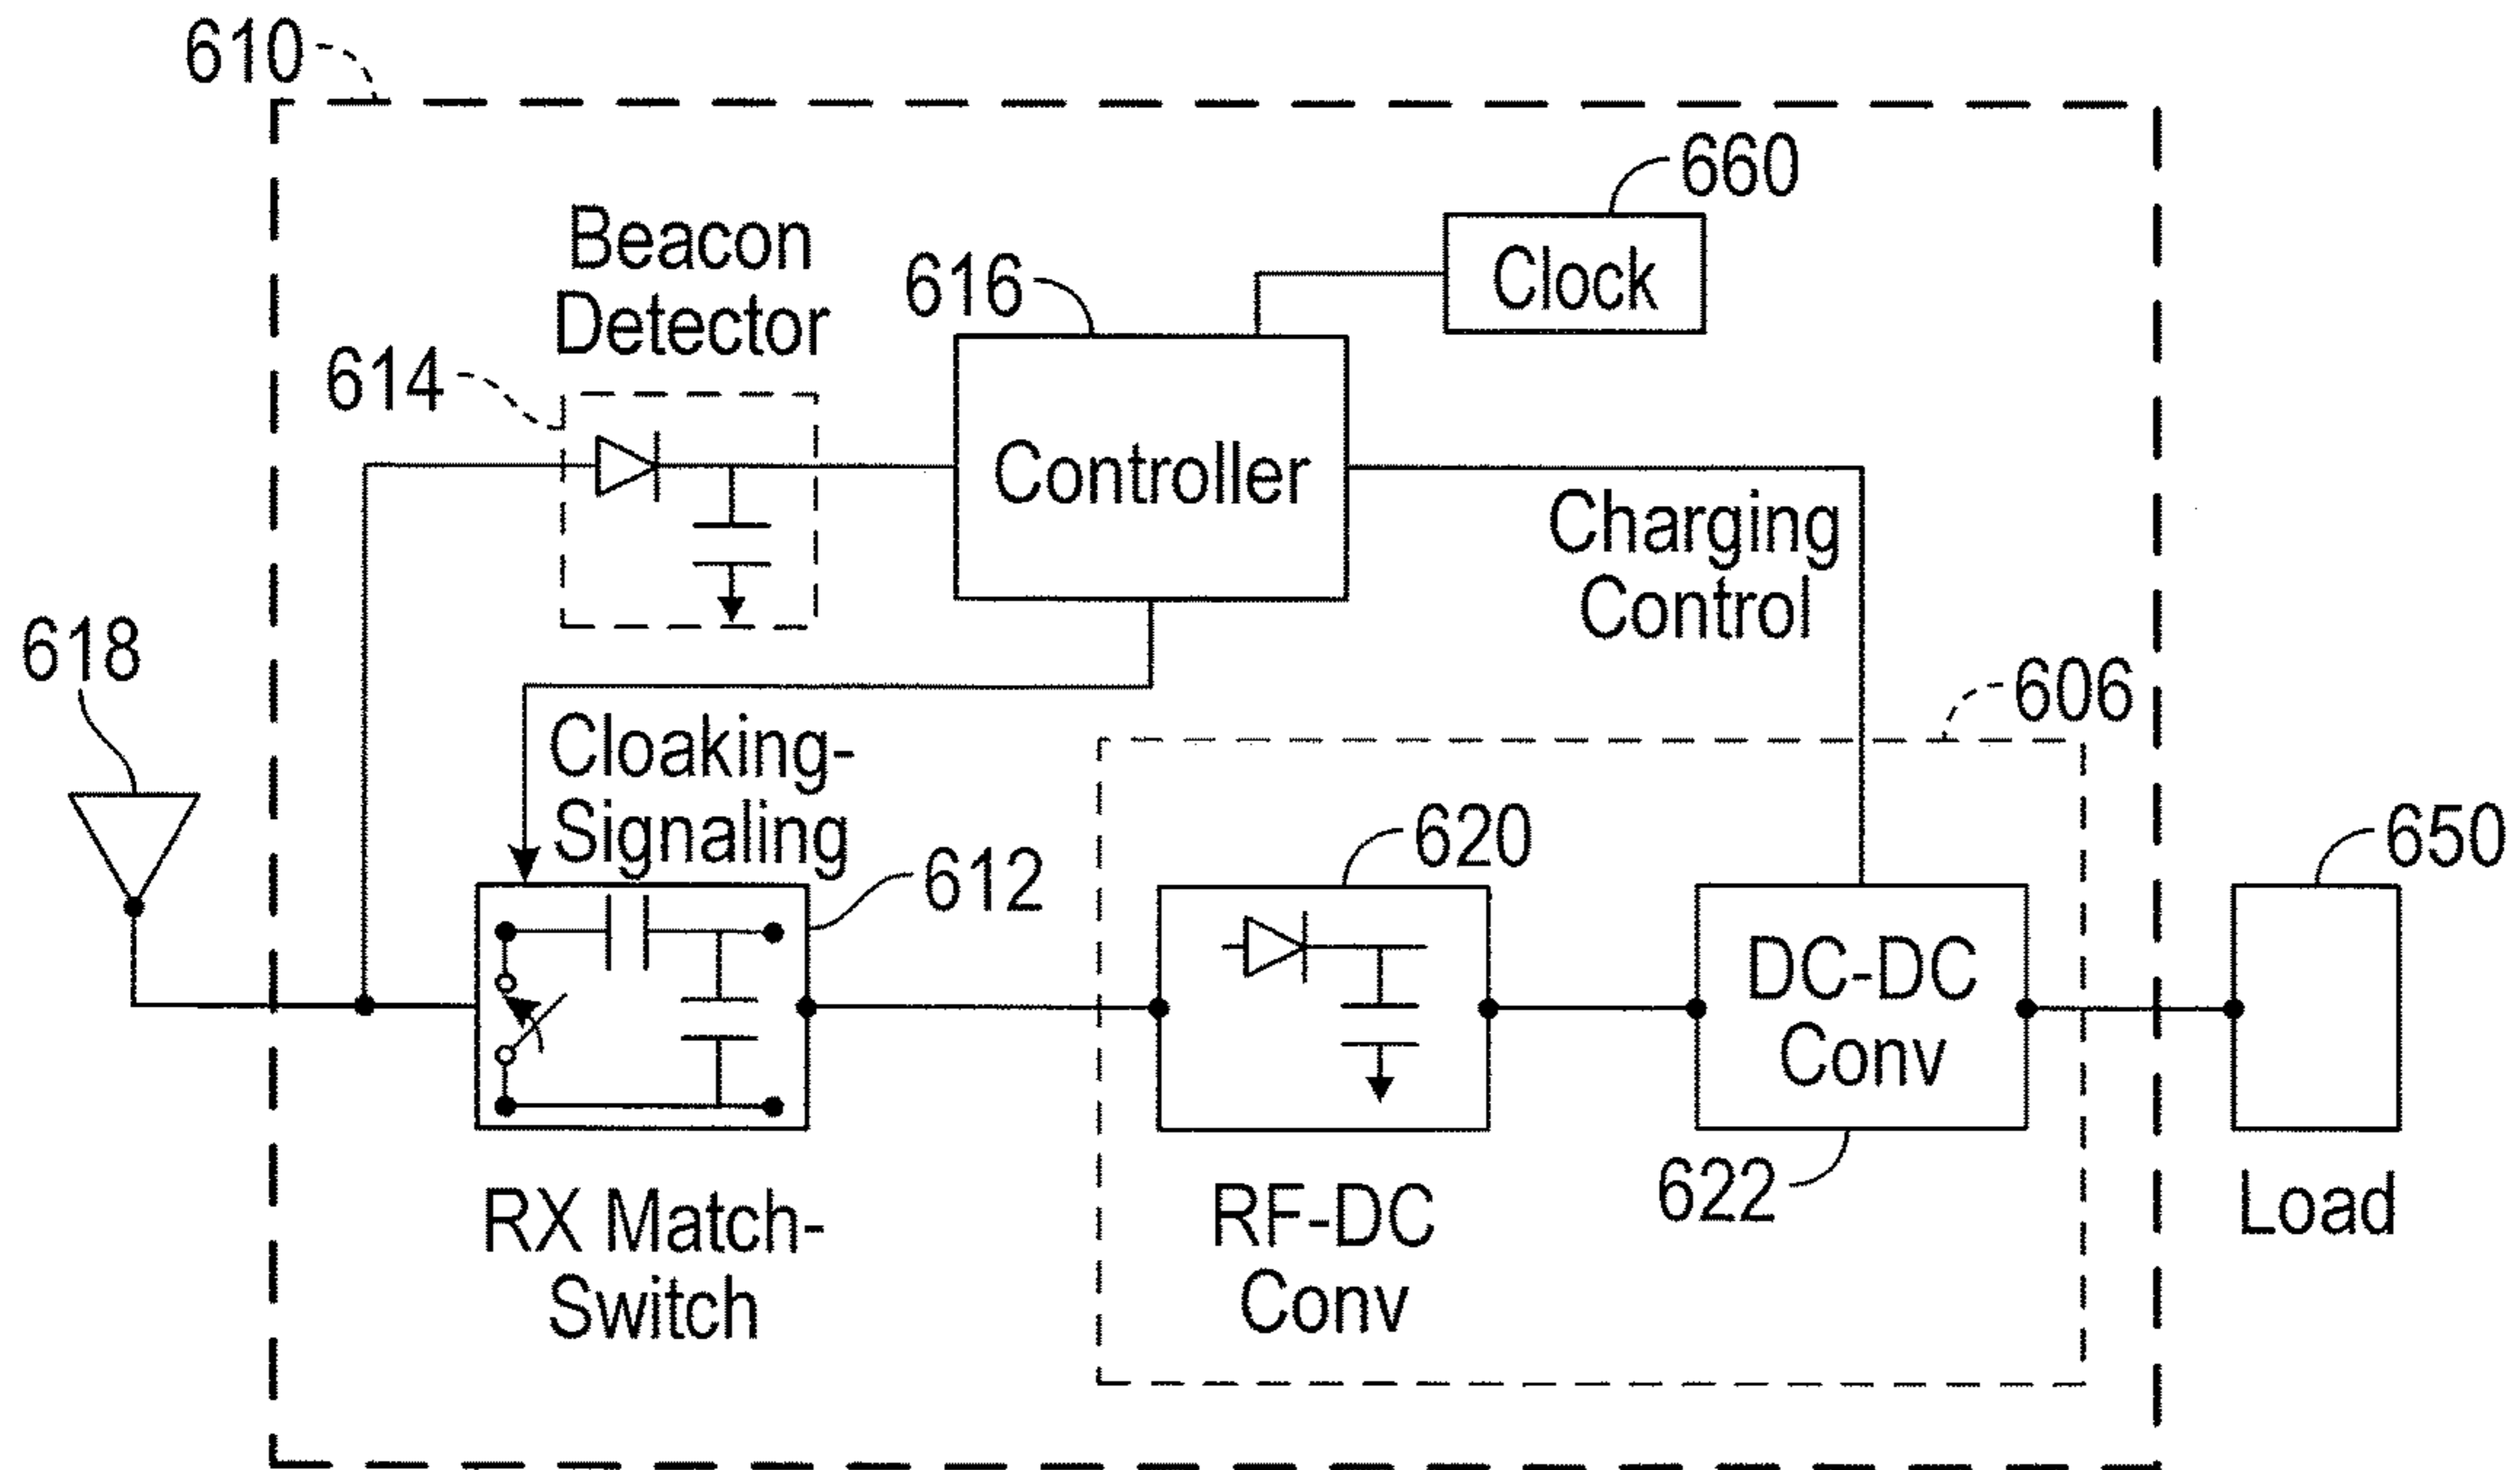 610
660
Clock
Beacon
Detector
616
614
Controller
Charging
Control
618
606
Cloaking-
Signaling
612
620
650
DC-DC
Conv
622
RX Match-
Switch
RF-DC
Conv
Load